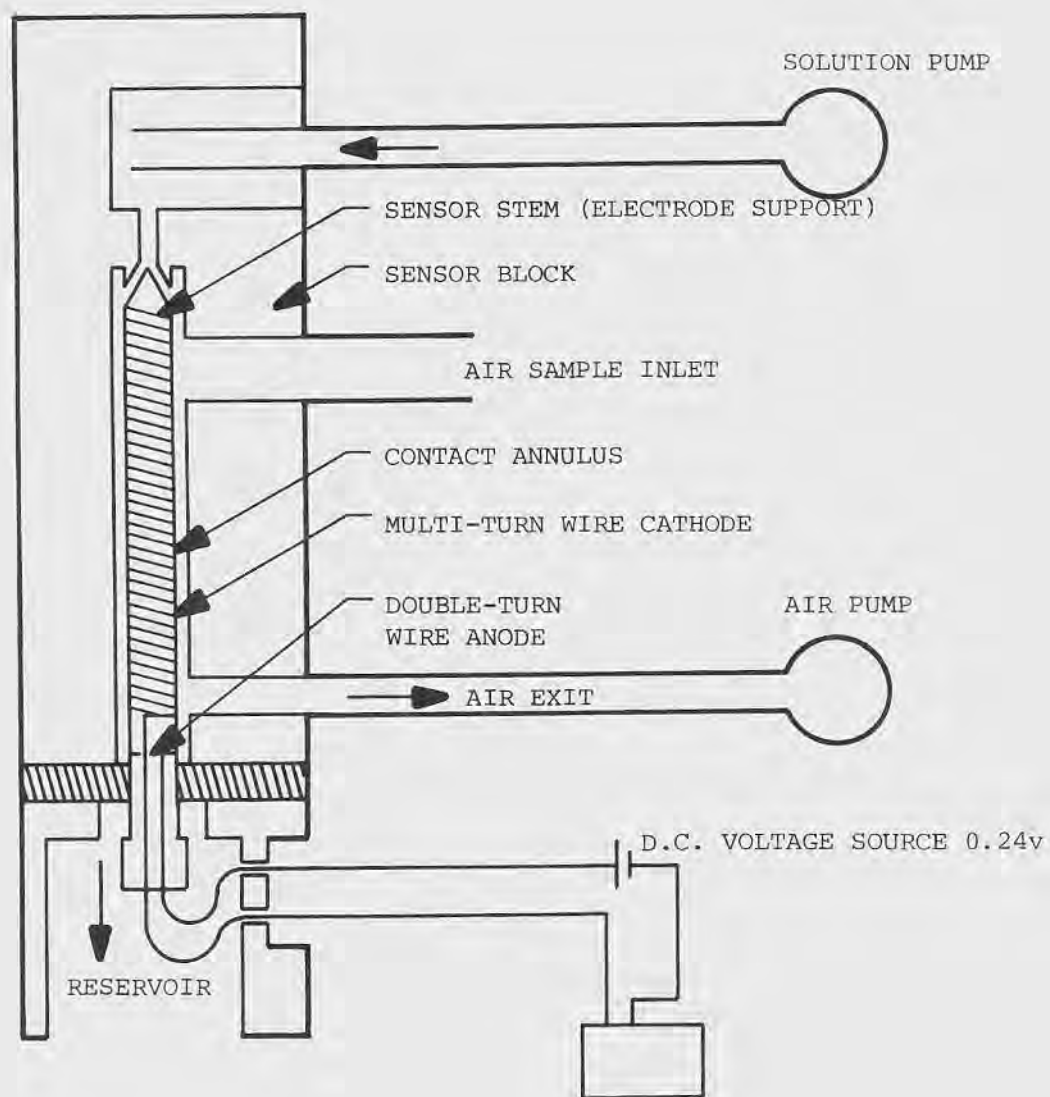 SOLUTION PUMP
SENSOR STEM (ELECTRODE SUPPORT)
SENSOR BLOCK
AIR SAMPLE INLET
CONTACT ANNULUS
MULTI-TURN WIRE CATHODE
DOUBLE-TURN
WIRE ANODE
AIR PUMP
AIR EXIT
D.C. VOLTAGE SOURCE 0.24v
RESERVOIR